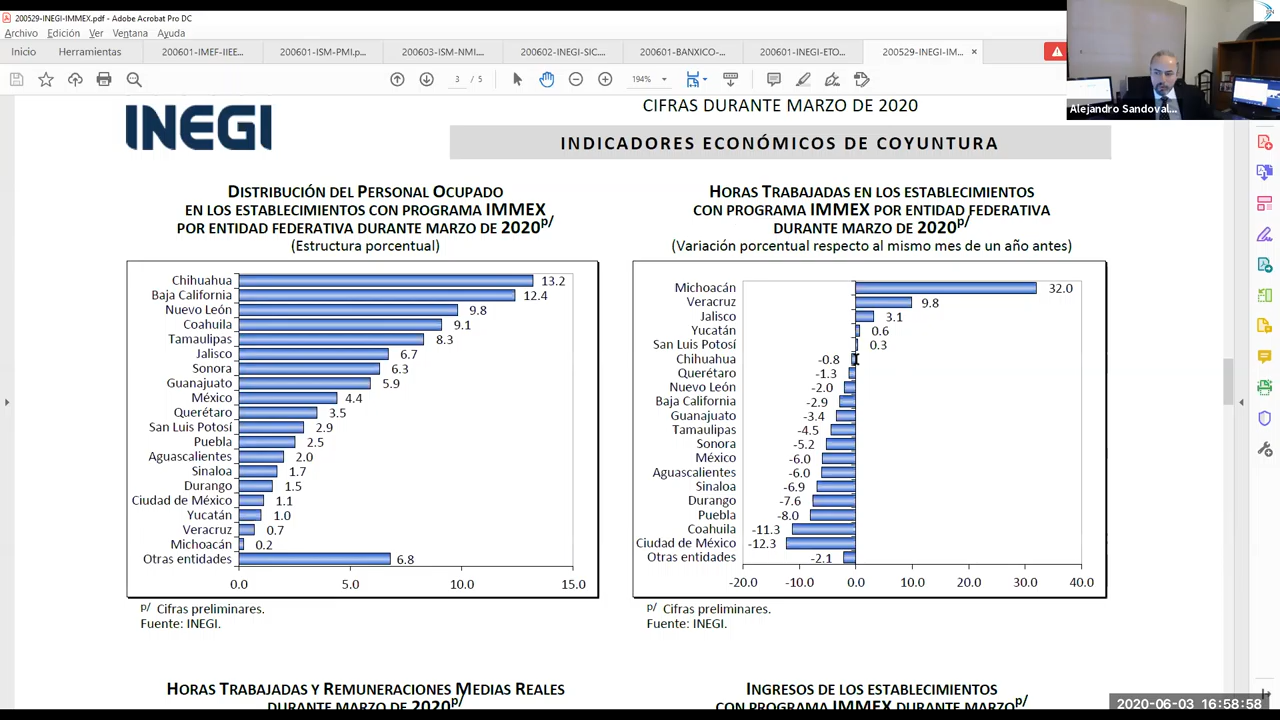 200529-INEGI-IMMEX.pdf - Adobe Acrobat Pro DC
Archivo Edición Ver Ventana Ayuda
Inicio Herramientas 200601-IMEF-IIEE... 200601-ISM-PMI.p... 200603-ISM-NMI.... 200602-INEGI-SIC.... 200601-BANXICO-... 200601-INEGI-ETO... 200529-INEGI-IM... ×
3 / 5 194%
Alejandro Sandoval...
INEGI
CIFRAS DURANTE MARZO DE 2020
INDICADORES ECONÓMICOS DE COYUNTURA
DISTRIBUCIÓN DEL PERSONAL OCUPADO
EN LOS ESTABLECIMIENTOS CON PROGRAMA IMMEX
POR ENTIDAD FEDERATIVA DURANTE MARZO DE 2020p/
(Estructura porcentual)
Chihuahua 13.2
Baja California 12.4
Nuevo León 9.8
Coahuila 9.1
Tamaulipas 8.3
Jalisco 6.7
Sonora 6.3
Guanajuato 5.9
México 4.4
Querétaro 3.5
San Luis Potosí 2.9
Puebla 2.5
Aguascalientes 2.0
Sinaloa 1.7
Durango 1.5
Ciudad de México 1.1
Yucatán 1.0
Veracruz 0.7
Michoacán 0.2
Otras entidades 6.8
0.0 5.0 10.0 15.0
p/ Cifras preliminares.
Fuente: INEGI.
HORAS TRABAJADAS EN LOS ESTABLECIMIENTOS
CON PROGRAMA IMMEX POR ENTIDAD FEDERATIVA
DURANTE MARZO DE 2020p/
(Variación porcentual respecto al mismo mes de un año antes)
Michoacán 32.0
Veracruz 9.8
Jalisco 3.1
Yucatán 0.6
San Luis Potosí 0.3
Chihuahua -0.8
Querétaro -1.3
Nuevo León -2.0
Baja California -2.9
Guanajuato -3.4
Tamaulipas -4.5
Sonora -5.2
México -6.0
Aguascalientes -6.0
Sinaloa -6.9
Durango -7.6
Puebla -8.0
Coahuila -11.3
Ciudad de México -12.3
Otras entidades -2.1
-20.0 -10.0 0.0 10.0 20.0 30.0 40.0
p/ Cifras preliminares.
Fuente: INEGI.
HORAS TRABAJADAS Y REMUNERACIONES MEDIAS REALES
DURANTE MARZO DE 2020p/
INGRESOS DE LOS ESTABLECIMIENTOS
CON PROGRAMA IMMEX DURANTE MARZO DE 2020p/
2020-06-03 16:58:58